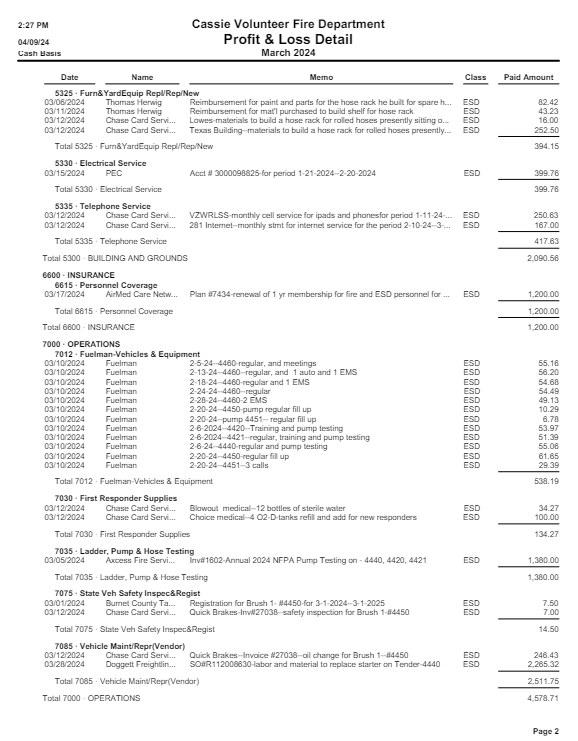 2:27 PM
Cassie Volunteer Fire Department
04/09/24
Profit & Loss Detail
Cash Basis
March 2024
Date Name Memo Class Paid Amount
5325 · Furn&YardEquip Repl/Rep/New
03/06/2024 Thomas Herwig Reimbursement for paint and parts for the hose rack he built for spare h... ESD 82.42
03/11/2024 Thomas Herwig Reimbursement for mat'l purchased to build shelf for hose rack ESD 43.23
03/12/2024 Chase Card Servi... Lowes-materials to build a hose rack for rolled hoses presently sitting o... ESD 16.00
03/12/2024 Chase Card Servi... Texas Building--materials to build a hose rack for rolled hoses presently... ESD 252.50
Total 5325 · Furn&YardEquip Repl/Rep/New 394.15
5330 · Electrical Service
03/15/2024 PEC Acct # 3000098825-for period 1-21-2024--2-20-2024 ESD 399.76
Total 5330 · Electrical Service 399.76
5335 · Telephone Service
03/12/2024 Chase Card Servi... VZWRLSS-monthly cell service for ipads and phonesfor period 1-11-24-... ESD 250.63
03/12/2024 Chase Card Servi... 281 Internet--monthly stmt for internet service for the period 2-10-24--3-... ESD 167.00
Total 5335 · Telephone Service 417.63
Total 5300 · BUILDING AND GROUNDS 2,090.56
6600 · INSURANCE
6615 · Personnel Coverage
03/17/2024 AirMed Care Netw... Plan #7434-renewal of 1 yr membership for fire and ESD personnel for ... ESD 1,200.00
Total 6615 · Personnel Coverage 1,200.00
Total 6600 · INSURANCE 1,200.00
7000 · OPERATIONS
7012 · Fuelman-Vehicles & Equipment
03/10/2024 Fuelman 2-5-24--4460-regular, and meetings ESD 55.16
03/10/2024 Fuelman 2-13-24--4460--regular, and 1 auto and 1 EMS ESD 56.20
03/10/2024 Fuelman 2-18-24--4460-regular and 1 EMS ESD 54.68
03/10/2024 Fuelman 2-24-24--4460--regular ESD 54.49
03/10/2024 Fuelman 2-28-24--4460-2 EMS ESD 49.13
03/10/2024 Fuelman 2-20-24--4450-pump regular fill up ESD 10.29
03/10/2024 Fuelman 2-20-24--pump 4451-- regular fill up ESD 6.78
03/10/2024 Fuelman 2-6-2024--4420--Training and pump testing ESD 53.97
03/10/2024 Fuelman 2-6-2024--4421--regular, training and pump testing ESD 51.39
03/10/2024 Fuelman 2-6-24--4440-regular and pump testing ESD 55.06
03/10/2024 Fuelman 2-20-24--4450-regular fill up ESD 61.65
03/10/2024 Fuelman 2-20-24--4451--3 calls ESD 29.39
Total 7012 · Fuelman-Vehicles & Equipment 538.19
7030 · First Responder Supplies
03/12/2024 Chase Card Servi... Blowout medical--12 bottles of sterile water ESD 34.27
03/12/2024 Chase Card Servi... Choice medical--4 O2-D-tanks refill and add for new responders ESD 100.00
Total 7030 · First Responder Supplies 134.27
7035 · Ladder, Pump & Hose Testing
03/05/2024 Axcess Fire Servi... Inv#1602-Annual 2024 NFPA Pump Testing on - 4440, 4420, 4421 ESD 1,380.00
Total 7035 · Ladder, Pump & Hose Testing 1,380.00
7075 · State Veh Safety Inspec&Regist
03/01/2024 Burnet County Ta... Registration for Brush 1- #4450-for 3-1-2024--3-1-2025 ESD 7.50
03/12/2024 Chase Card Servi... Quick Brakes-Inv#27038--safety inspection for Brush 1-#4450 ESD 7.00
Total 7075 · State Veh Safety Inspec&Regist 14.50
7085 · Vehicle Maint/Repr(Vendor)
03/12/2024 Chase Card Servi... Quick Brakes--Invoice #27038--oil change for Brush 1--#4450 ESD 246.43
03/28/2024 Doggett Freightlin... SO#R112008630-labor and material to replace starter on Tender-4440 ESD 2,265.32
Total 7085 · Vehicle Maint/Repr(Vendor) 2,511.75
Total 7000 · OPERATIONS 4,578.71
Page 2